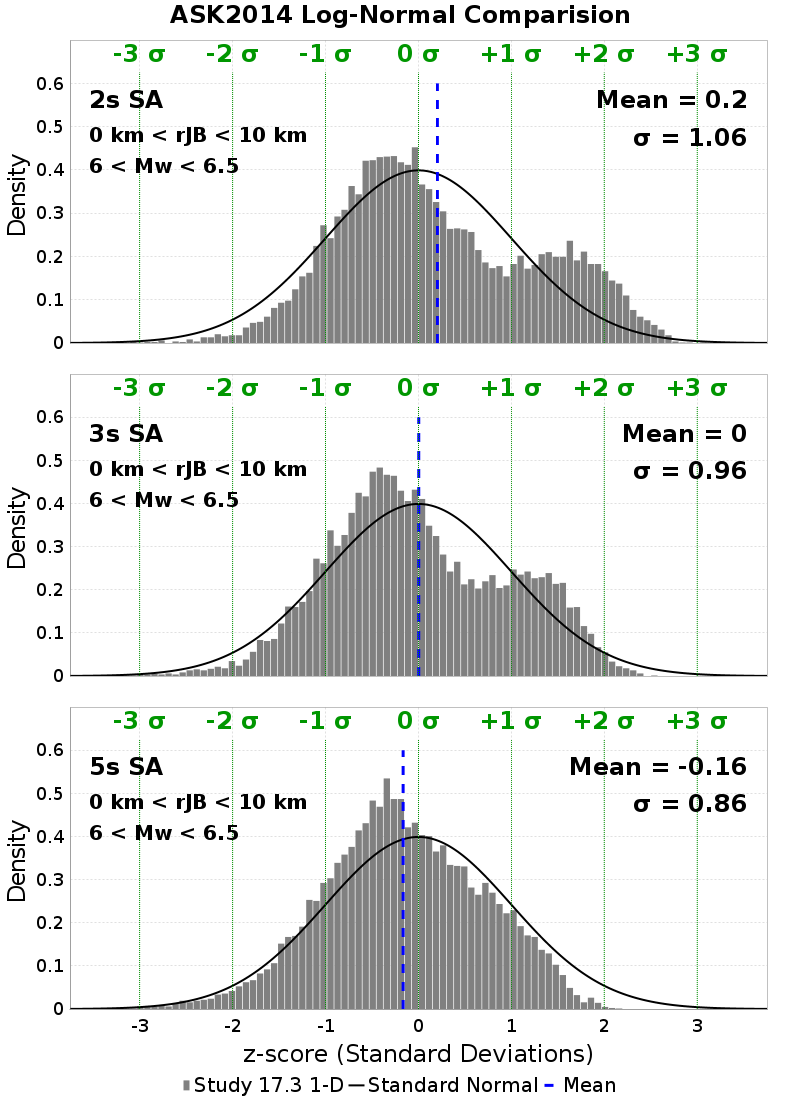 ASK2014 Log-Normal Comparision
-3 σ -2 σ -1 σ 0 σ +1 σ +2 σ +3 σ
0.6
0.5
0.4
0.3
0.2
0.1
0
Density
2s SA
0 km < rJB < 10 km
6 < Mw < 6.5
Mean = 0.2
σ = 1.06
-3 σ -2 σ -1 σ 0 σ +1 σ +2 σ +3 σ
0.6
0.5
0.4
0.3
0.2
0.1
0
Density
3s SA
0 km < rJB < 10 km
6 < Mw < 6.5
Mean = 0
σ = 0.96
-3 σ -2 σ -1 σ 0 σ +1 σ +2 σ +3 σ
0.6
0.5
0.4
0.3
0.2
0.1
0
Density
5s SA
0 km < rJB < 10 km
6 < Mw < 6.5
Mean = -0.16
σ = 0.86
-3 -2 -1 0 1 2 3
z-score (Standard Deviations)
Study 17.3 1-D Standard Normal Mean